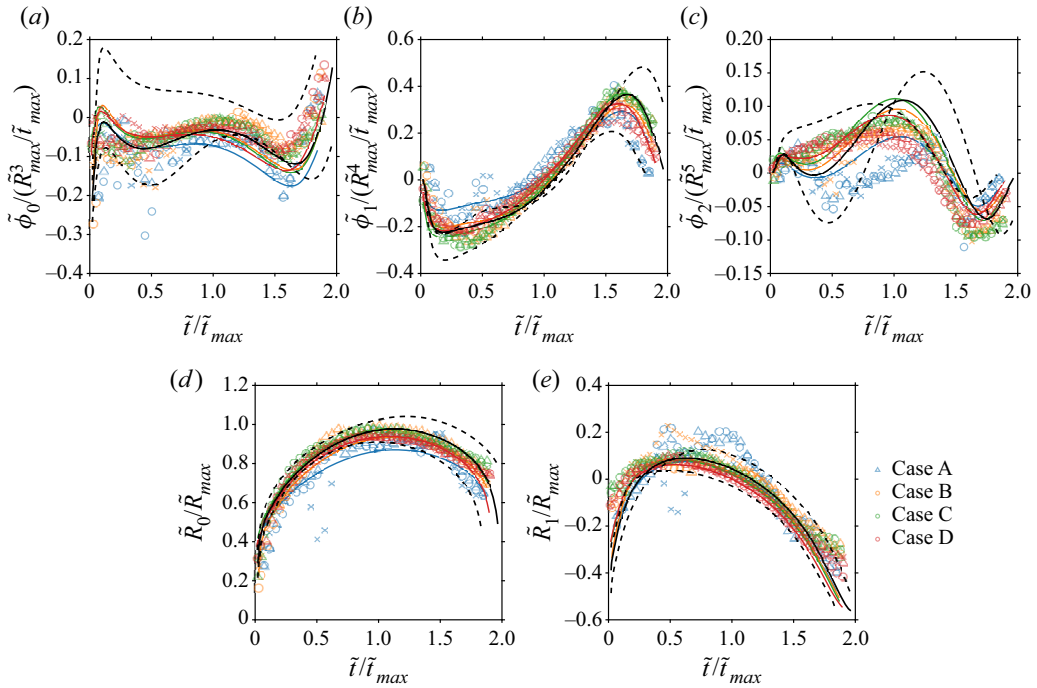 (a)
(b)
(c)
0.2
0.1
0
–0.1
–0.2
–0.3
–0.4
0.6
0.4
0.2
0
–0.2
–0.4
0.20
0.15
0.10
0.05
0
–0.05
–0.10
–0.15
ϕ̃₀/(R̃³ₘₐₓ/t̃ₘₐₓ)
ϕ̃₁/(R̃⁴ₘₐₓ/t̃ₘₐₓ)
ϕ̃₂/(R̃⁵ₘₐₓ/t̃ₘₐₓ)
0 0.5 1.0 1.5 2.0
0 0.5 1.0 1.5 2.0
0 0.5 1.0 1.5 2.0
t̃/t̃ₘₐₓ
t̃/t̃ₘₐₓ
t̃/t̃ₘₐₓ
(d)
(e)
1.2
1.0
0.8
0.6
0.4
0.2
0
0.4
0.2
0
–0.2
–0.4
–0.6
R̃₀/R̃ₘₐₓ
R̃₁/R̃ₘₐₓ
0 0.5 1.0 1.5 2.0
0 0.5 1.0 1.5 2.0
t̃/t̃ₘₐₓ
t̃/t̃ₘₐₓ
Case A
Case B
Case C
Case D